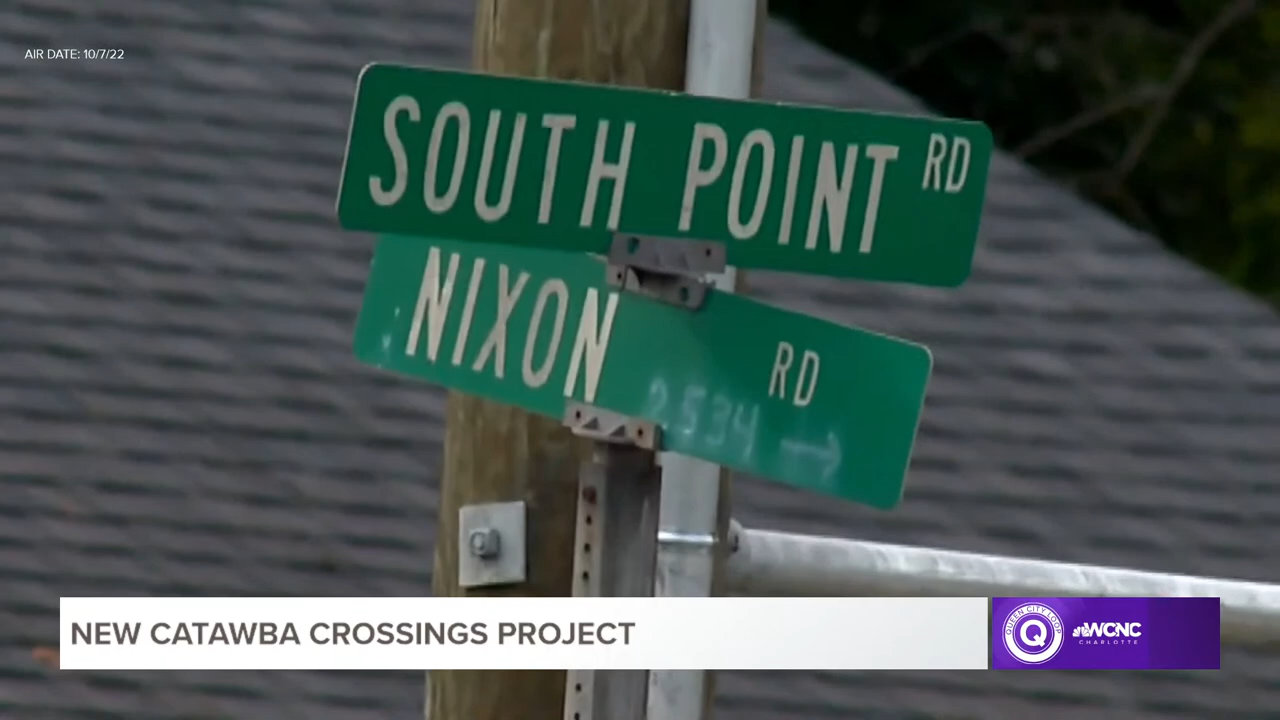 AIR DATE: 10/7/22
SOUTH POINT RD
NIXON RD
2534 →
NEW CATAWBA CROSSINGS PROJECT
QUEEN CITY LOOP
Q
WCNC
CHARLOTTE